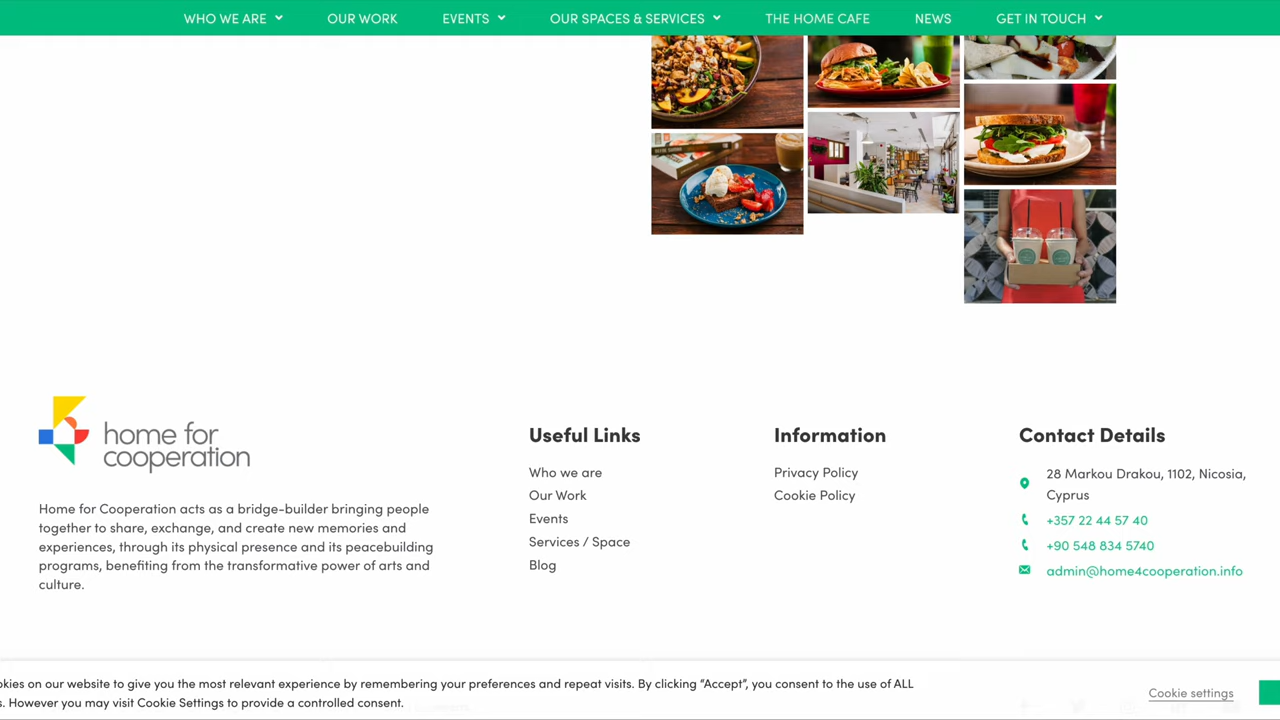 WHO WE ARE OUR WORK EVENTS OUR SPACES & SERVICES THE HOME CAFE NEWS GET IN TOUCH
home for
cooperation
Home for Cooperation acts as a bridge-builder bringing people
together to share, exchange, and create new memories and
experiences, through its physical presence and its peacebuilding
programs, benefiting from the transformative power of arts and
culture.
Useful Links
Who we are
Our Work
Events
Services / Space
Blog
Information
Privacy Policy
Cookie Policy
Contact Details
28 Markou Drakou, 1102, Nicosia,
Cyprus
+357 22 44 57 40
+90 548 834 5740
admin@home4cooperation.info
okies on our website to give you the most relevant experience by remembering your preferences and repeat visits. By clicking “Accept”, you consent to the use of ALL
s. However you may visit Cookie Settings to provide a controlled consent.
Cookie settings